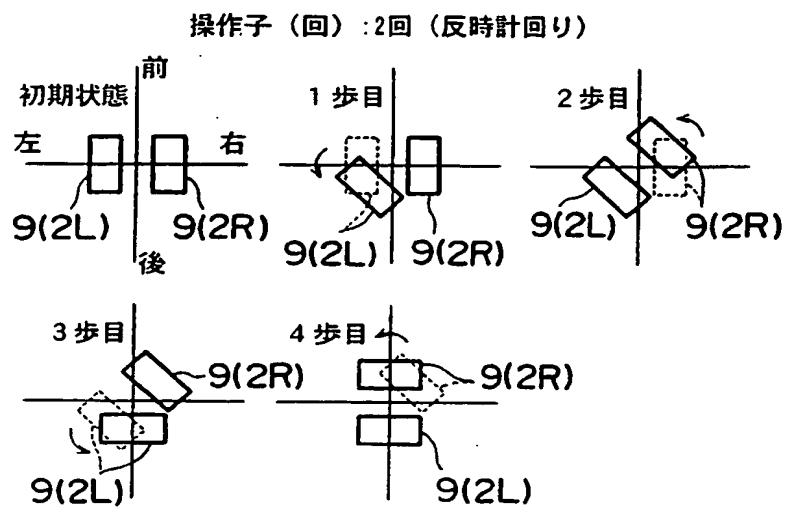 操作子（回）:2回（反時計回り）
初期状態
前
左
右
9(2L)
9(2R)
後
1歩目
9(2L)
9(2R)
2歩目
9(2L)
9(2R)
3歩目
9(2R)
9(2L)
4歩目
9(2R)
9(2L)